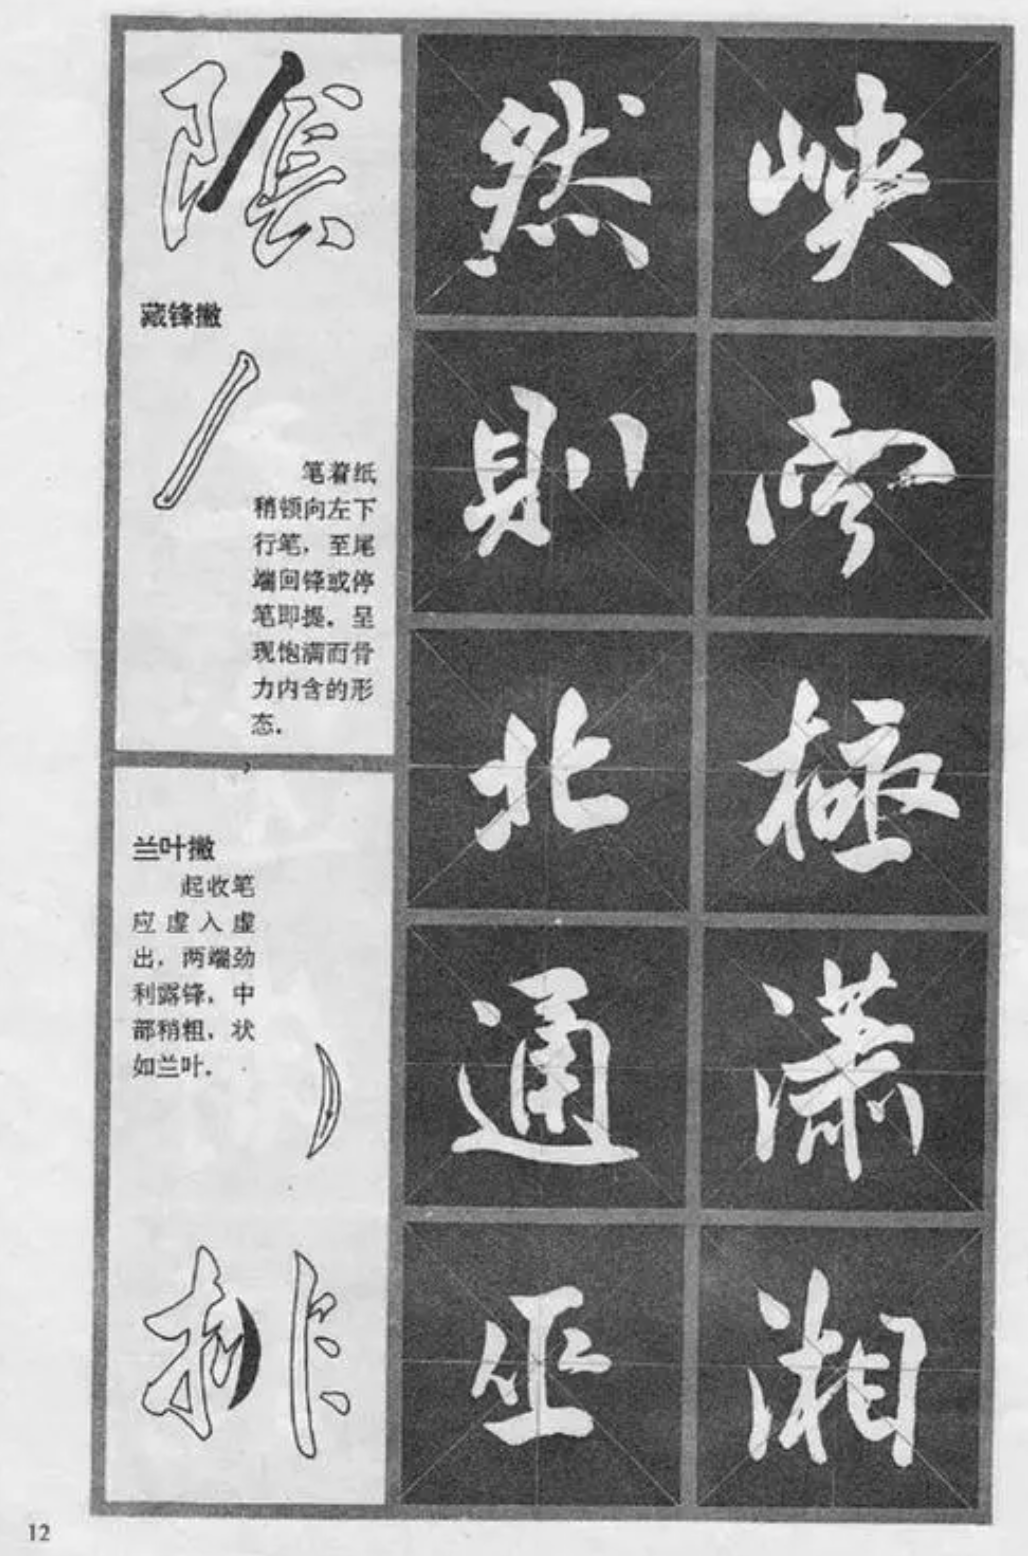 陰
藏锋撇
笔着纸
稍顿向左下
行笔，至尾
端回锋或停
笔即提。呈
现饱满而骨
力内含的形
态。
兰叶撇
起收笔
应虚入虚
出，两端劲
利露锋，中
部稍粗，状
如兰叶。
排
然
則
北
通
巫
峡
南
極
潇
湘
12